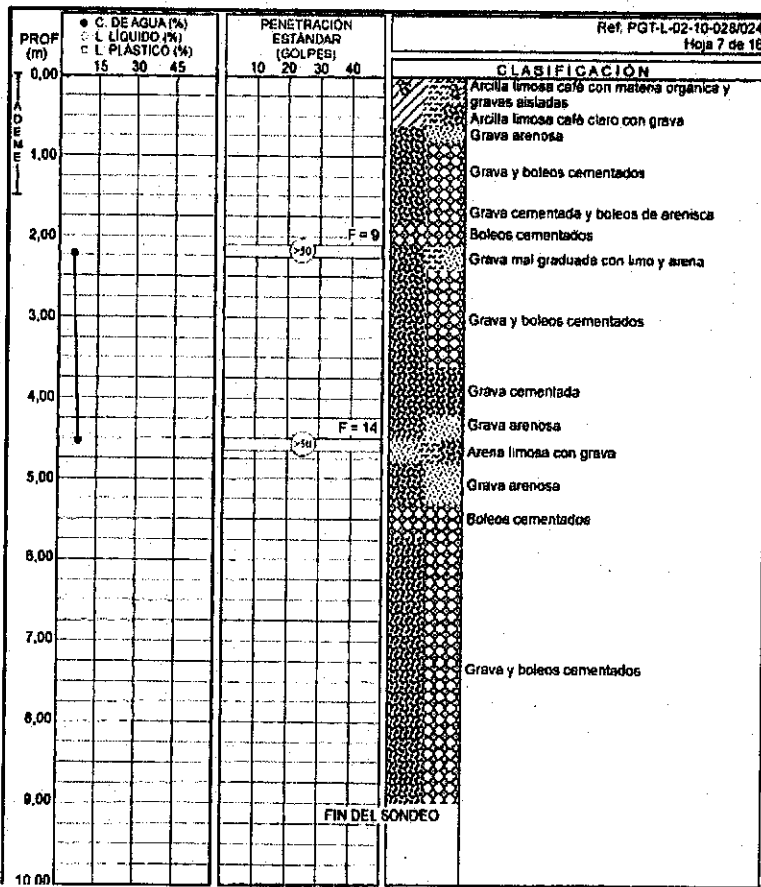 Ref. PGT-L-02-10-028/024
Hoja 7 de 16
PROF
(m)
● C. DE AGUA (%)
L. LÍQUIDO (%)
L. PLÁSTICO (%)
15 30 45
PENETRACIÓN
ESTÁNDAR
(GOLPES)
10 20 30 40
CLASIFICACIÓN
0,00
Arcilla limosa café con materia orgánica y
gravas aisladas
Arcilla limosa café claro con grava
Grava arenosa
1,00
Grava y boleos cementados
Grava cementada y boleos de arenisca
2,00
F = 9
Boleos cementados
>50
Grava mal graduada con limo y arena
3,00
Grava y boleos cementados
4,00
Grava cementada
F = 14
Grava arenosa
>50
Arena limosa con grava
5,00
Grava arenosa
Boleos cementados
6,00
7,00
Grava y boleos cementados
8,00
9,00
FIN DEL SONDEO
10,00